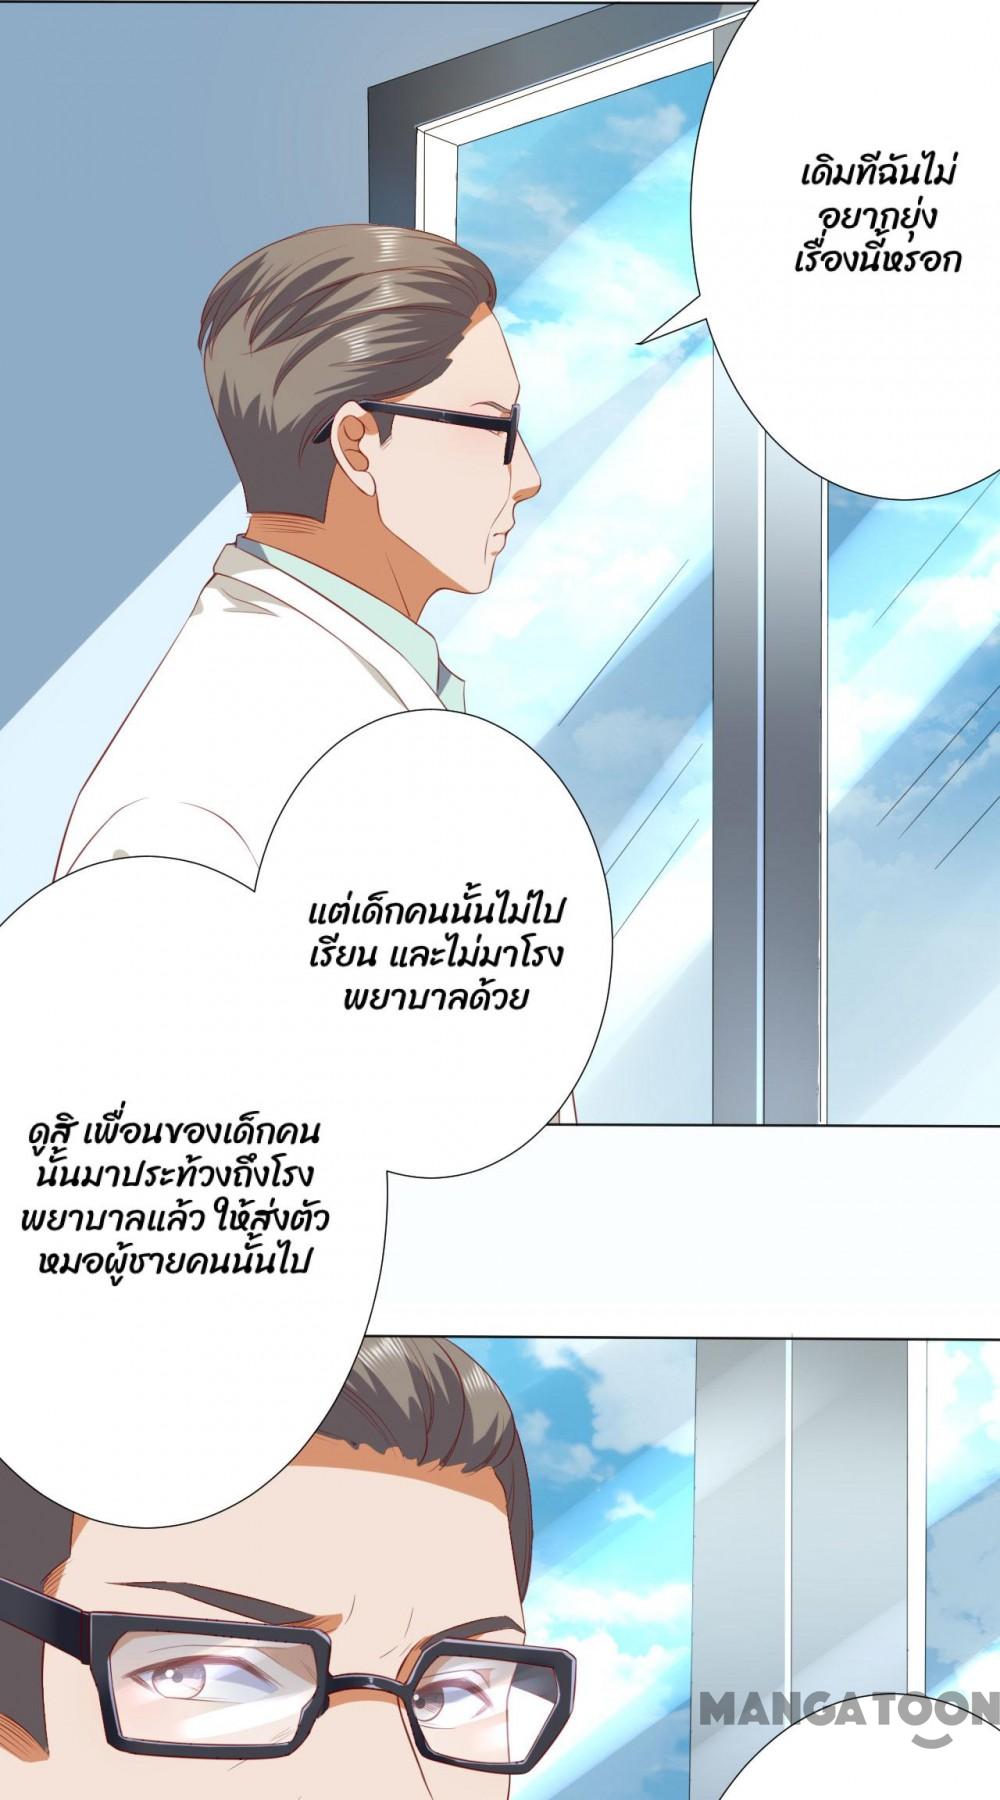 เดิมทีฉันไม่
อยากยุ่ง
เรื่องนี้หรอก
แต่เด็กคนนั้นไม่ไป
เรียน และไม่มาโรง
พยาบาลด้วย
ดูสิ เพื่อนของเด็กคน
นั้นมาประท้วงถึงโรง
พยาบาลแล้ว ให้ส่งตัว
หมอผู้ชายคนนั้นไป
MANGATOON